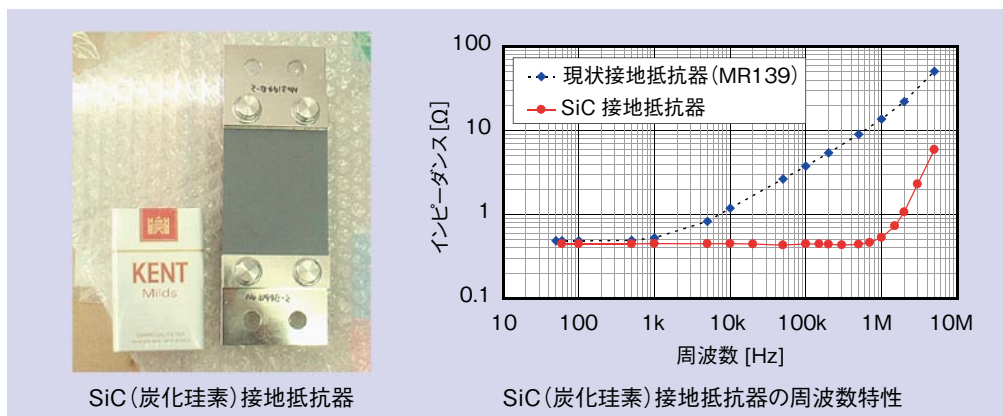 KENT
Milds
SiC(炭化珪素)接地抵抗器
100
10
1
0.1
インピーダンス[Ω]
現状接地抵抗器(MR139)
SiC 接地抵抗器
10
100
1k
10k
100k
1M
10M
周波数 [Hz]
SiC(炭化珪素)接地抵抗器の周波数特性